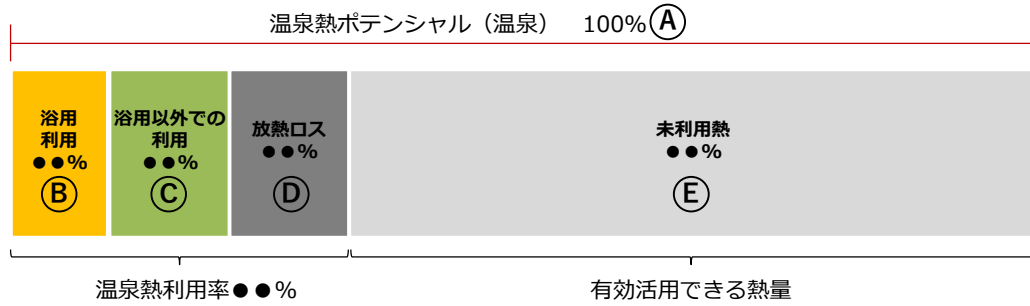 温泉熱ポテンシャル（温泉）　100%Ⓐ
浴用
利用
●●%
Ⓑ
浴用以外での
利用
●●%
Ⓒ
放熱ロス
●●%
Ⓓ
未利用熱
●●%
Ⓔ
温泉熱利用率●●%
有効活用できる熱量